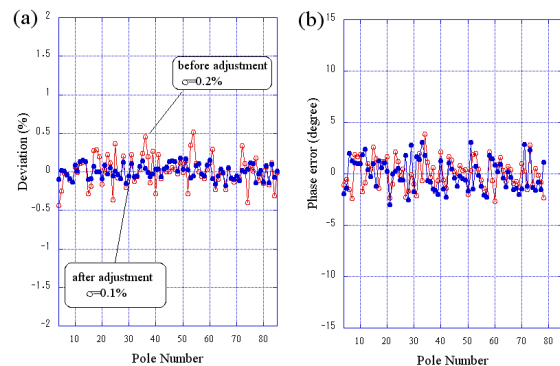 (a)
2
1.5
1
0.5
0
-0.5
-1
-1.5
-2
Deviation (%)
before adjustment
σ=0.2%
after adjustment
σ=0.1%
10 20 30 40 50 60 70 80
Pole Number
(b)
15
10
5
0
-5
-10
-15
Phase error (degree)
10 20 30 40 50 60 70 80
Pole Number